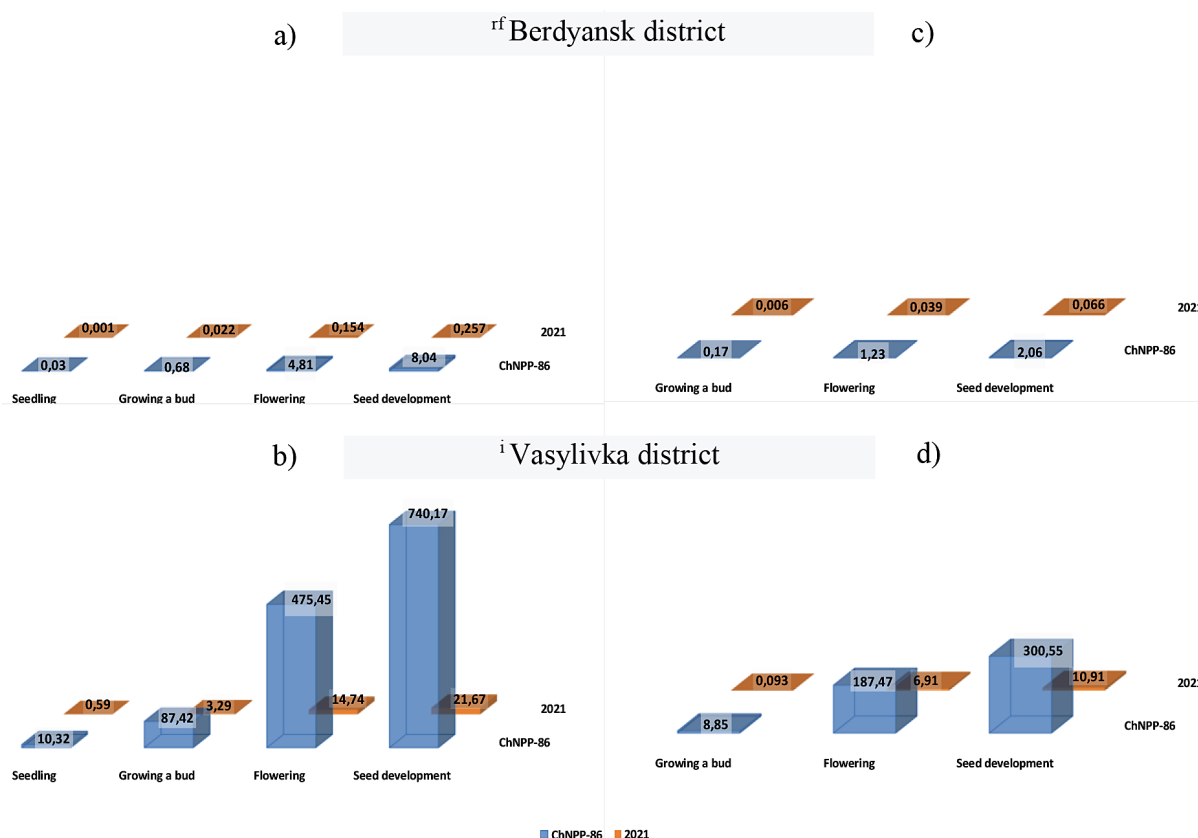 a)
rf Berdyansk district
c)
0,001 0,022 0,154 0,257 2021
0,03 0,68 4,81 8,04 ChNPP-86
Seedling Growing a bud Flowering Seed development
0,006 0,039 0,066 2021
0,17 1,23 2,06 ChNPP-86
Growing a bud Flowering Seed development
b)
i Vasylivka district
d)
740,17
475,45
0,59 3,29 14,74 21,67 2021
10,32 87,42 ChNPP-86
Seedling Growing a bud Flowering Seed development
300,55
0,093 187,47 6,91 10,91 2021
8,85 ChNPP-86
Growing a bud Flowering Seed development
ChNPP-86 2021